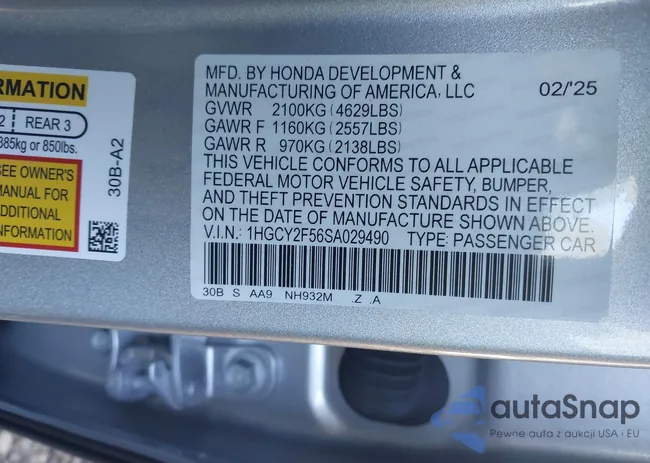 RMATION
2 REAR 3
385kg or 850lbs.
SEE OWNER'S
MANUAL FOR
ADDITIONAL
INFORMATION
30B-A2
MFD. BY HONDA DEVELOPMENT &
MANUFACTURING OF AMERICA, LLC 02/'25
GVWR 2100KG(4629LBS)
GAWR F 1160KG(2557LBS)
GAWR R 970KG(2138LBS)
THIS VEHICLE CONFORMS TO ALL APPLICABLE
FEDERAL MOTOR VEHICLE SAFETY, BUMPER,
AND THEFT PREVENTION STANDARDS IN EFFECT
ON THE DATE OF MANUFACTURE SHOWN ABOVE.
V.I.N.: 1HGCY2F56SA029490 TYPE: PASSENGER CAR
30B S AA9 NH932M .Z .A
autaSnap
Pewne auta z aukcji USA i EU